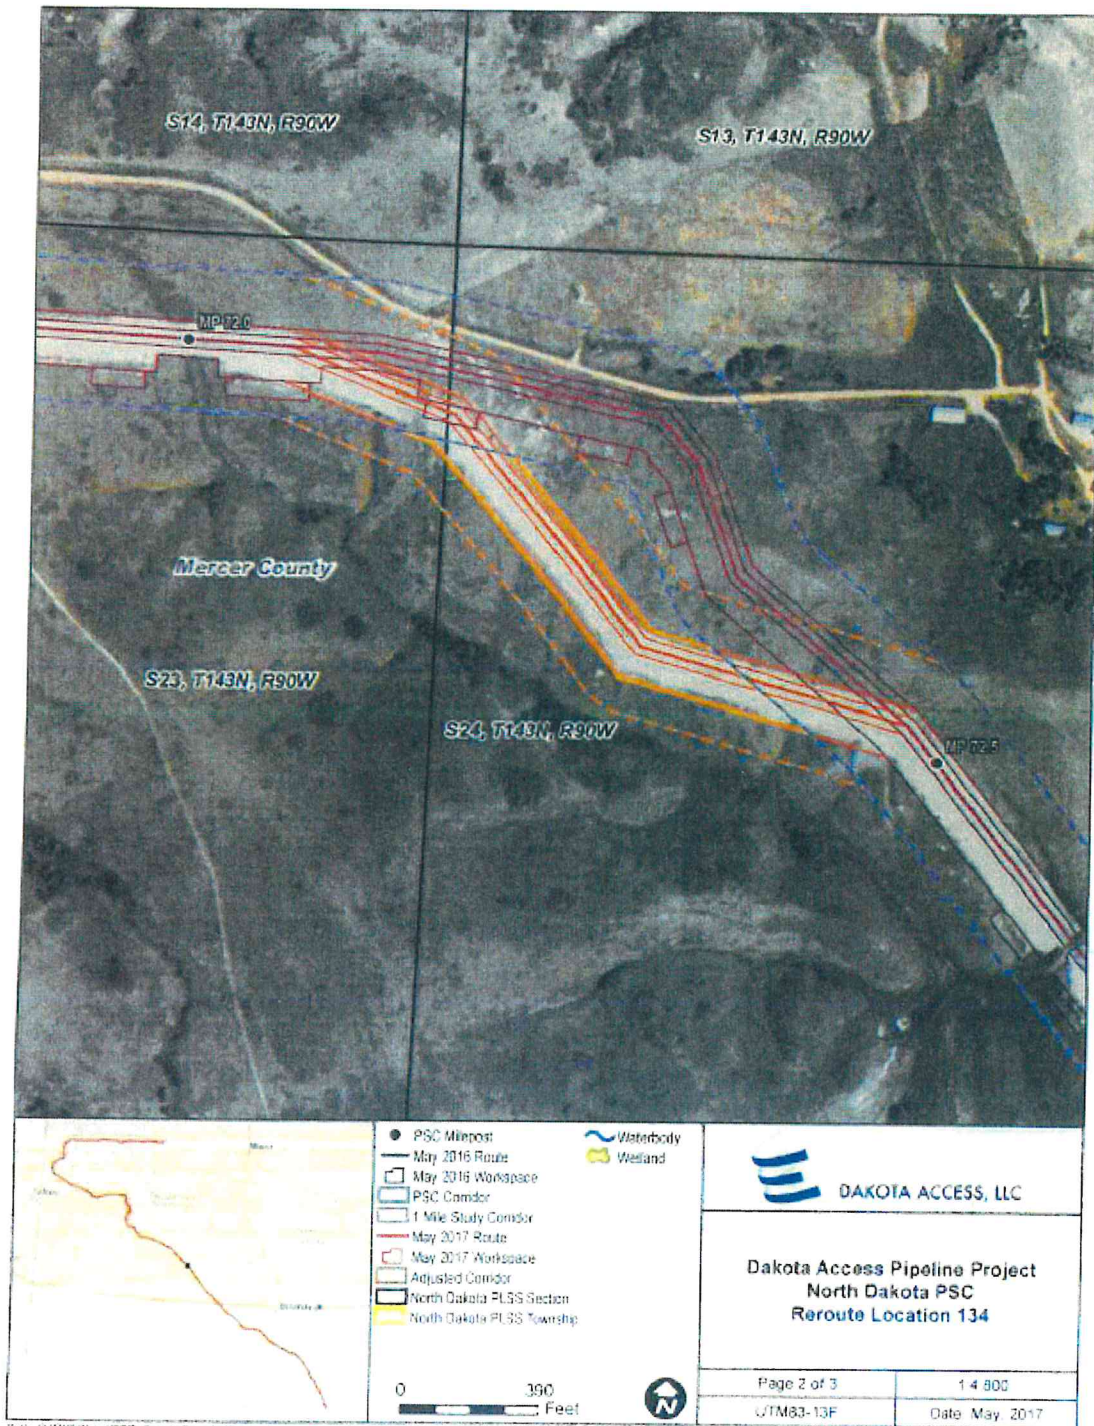 S14, T143N, R90W
S13, T143N, R90W
MP 72.0
Mercer County
S23, T143N, R90W
S24, T143N, R90W
MP 72.5
PSC Milepost
May 2016 Route
May 2016 Workspace
PSC Corridor
1 Mile Study Corridor
May 2017 Route
May 2017 Workspace
Adjusted Corridor
North Dakota PLSS Section
North Dakota PLSS Township
Waterbody
Wetland
0 390
Feet
N
DAKOTA ACCESS, LLC
Dakota Access Pipeline Project
North Dakota PSC
Reroute Location 134
Page 2 of 3
1:4,800
UTM83-13F
Date: May, 2017